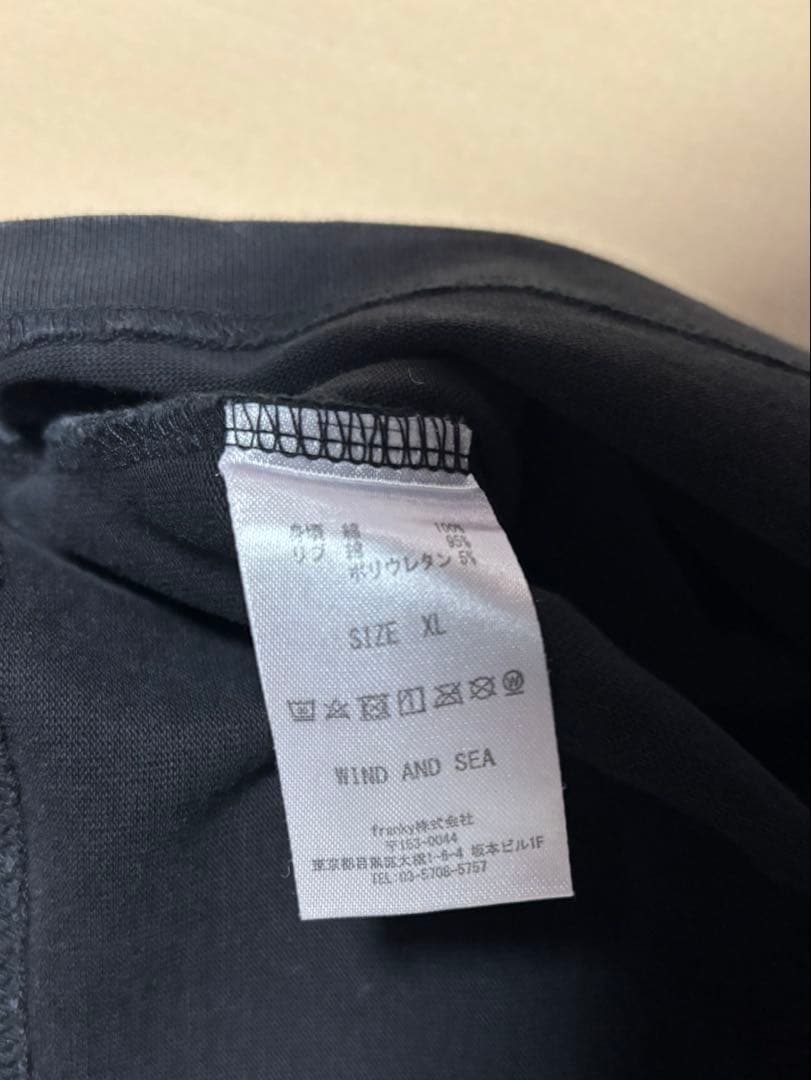 身頃 綿 100%
リブ 綿 95%
ポリウレタン 5%
SIZE XL
WIND AND SEA
franky株式会社
〒153-0044
東京都目黒区大橋1-6-4 坂本ビル1F
TEL:03-5708-5757